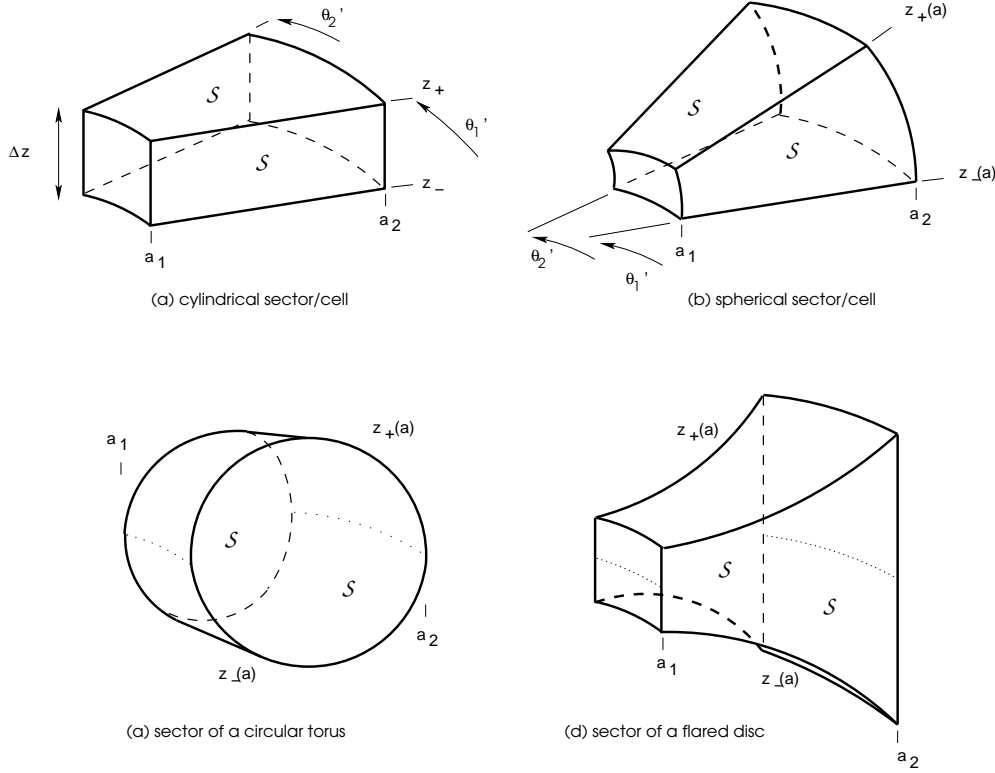 θ₂'
S
z₊
θ₁'
Δz
S
z₋
a₂
a₁
(a) cylindrical sector/cell
z₊(a)
S
S
z₋(a)
a₂
a₁
θ₂'
θ₁'
(b) spherical sector/cell
a₁
z₊(a)
S
S
a₂
z₋(a)
(a) sector of a circular torus
z₊(a)
S
S
a₁
z₋(a)
a₂
(d) sector of a flared disc